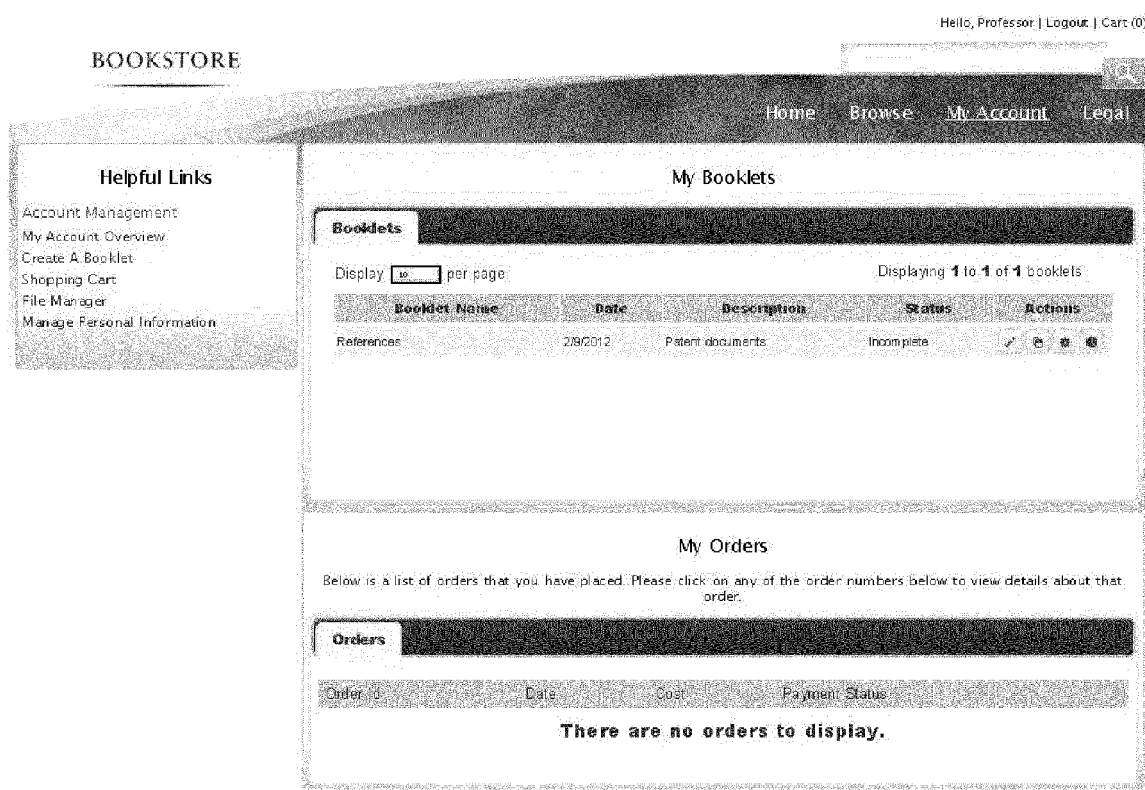 Hello, Professor | Logout | Cart (0)
BOOKSTORE
Home Browse My Account Legal
Helpful Links
Account Management
My Account Overview
Create A Booklet
Shopping Cart
File Manager
Manage Personal Information
My Booklets
Booklets
Display 10 per page
Displaying 1 to 1 of 1 booklets
Booklet Name Date Description Status Actions
References 2/9/2012 Patent documents Incomplete
My Orders
Below is a list of orders that you have placed. Please click on any of the order numbers below to view details about that
order.
Orders
Order Id Date Cost Payment Status
There are no orders to display.